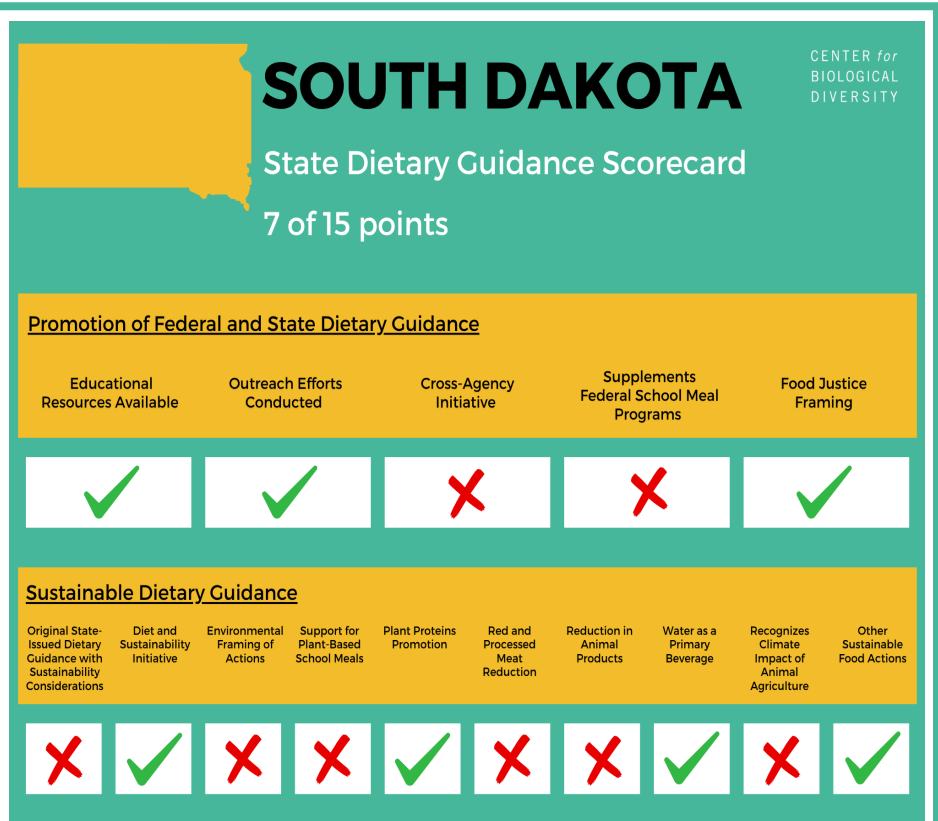 SOUTH DAKOTA
CENTER for
BIOLOGICAL
DIVERSITY
State Dietary Guidance Scorecard
7 of 15 points
Promotion of Federal and State Dietary Guidance
Educational
Resources Available
Outreach Efforts
Conducted
Cross-Agency
Initiative
Supplements
Federal School Meal
Programs
Food Justice
Framing
Sustainable Dietary Guidance
Original State-
Issued Dietary
Guidance with
Sustainability
Considerations
Diet and
Sustainability
Initiative
Environmental
Framing of
Actions
Support for
Plant-Based
School Meals
Plant Proteins
Promotion
Red and
Processed
Meat
Reduction
Reduction in
Animal
Products
Water as a
Primary
Beverage
Recognizes
Climate
Impact of
Animal
Agriculture
Other
Sustainable
Food Actions